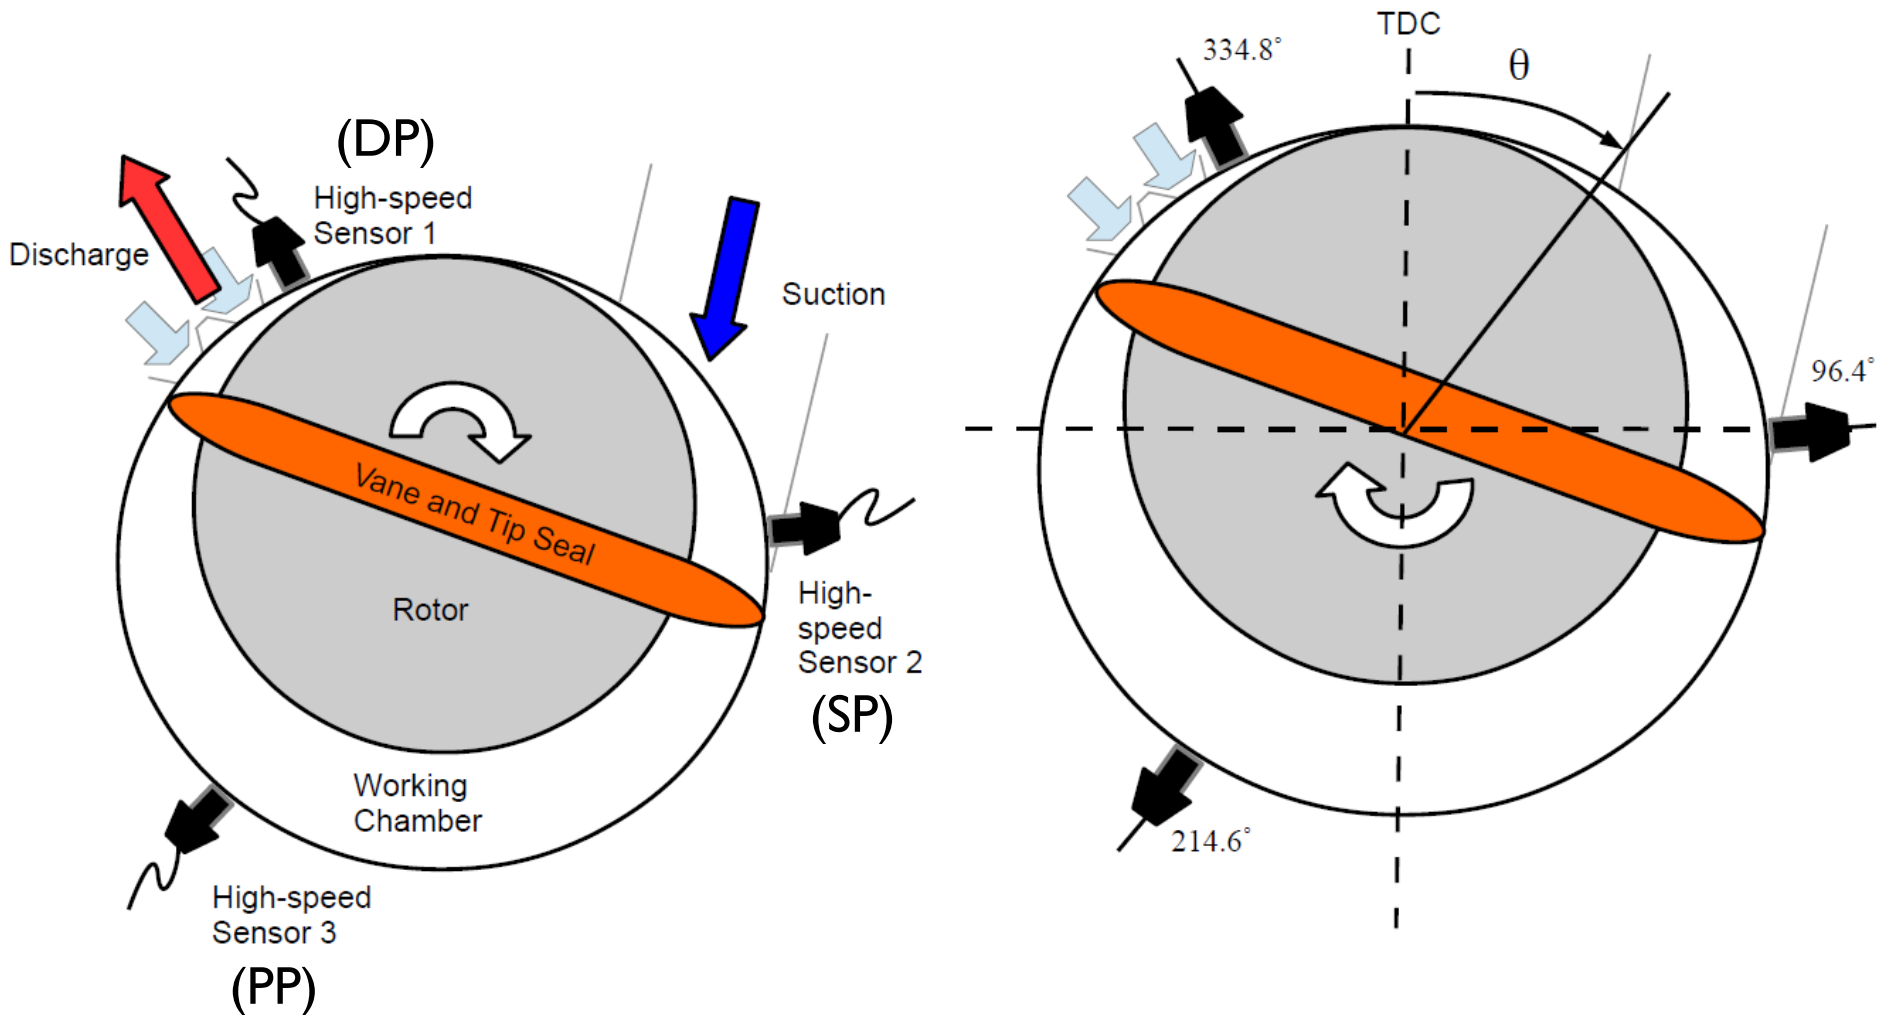 (DP)
High-speed
Sensor 1
Discharge
Suction
Vane and Tip Seal
Rotor
High-
speed
Sensor 2
(SP)
Working
Chamber
High-speed
Sensor 3
(PP)
TDC
334.8°
θ
96.4°
214.6°